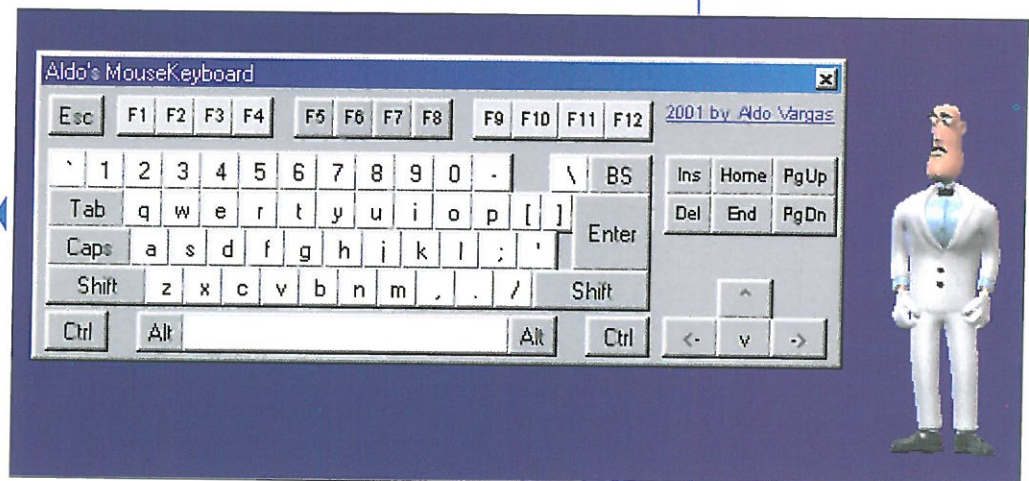 Aldo's MouseKeyboard
Esc F1 F2 F3 F4 F5 F6 F7 F8 F9 F10 F11 F12 2001 by Aldo Vargas
` 1 2 3 4 5 6 7 8 9 0 - \ BS Ins Home PgUp
Tab q w e r t y u i o p [ ] Enter Del End PgDn
Caps a s d f g h j k l ; '
Shift z x c v b n m , . / Shift ^
Ctrl Alt Alt Ctrl <- v ->